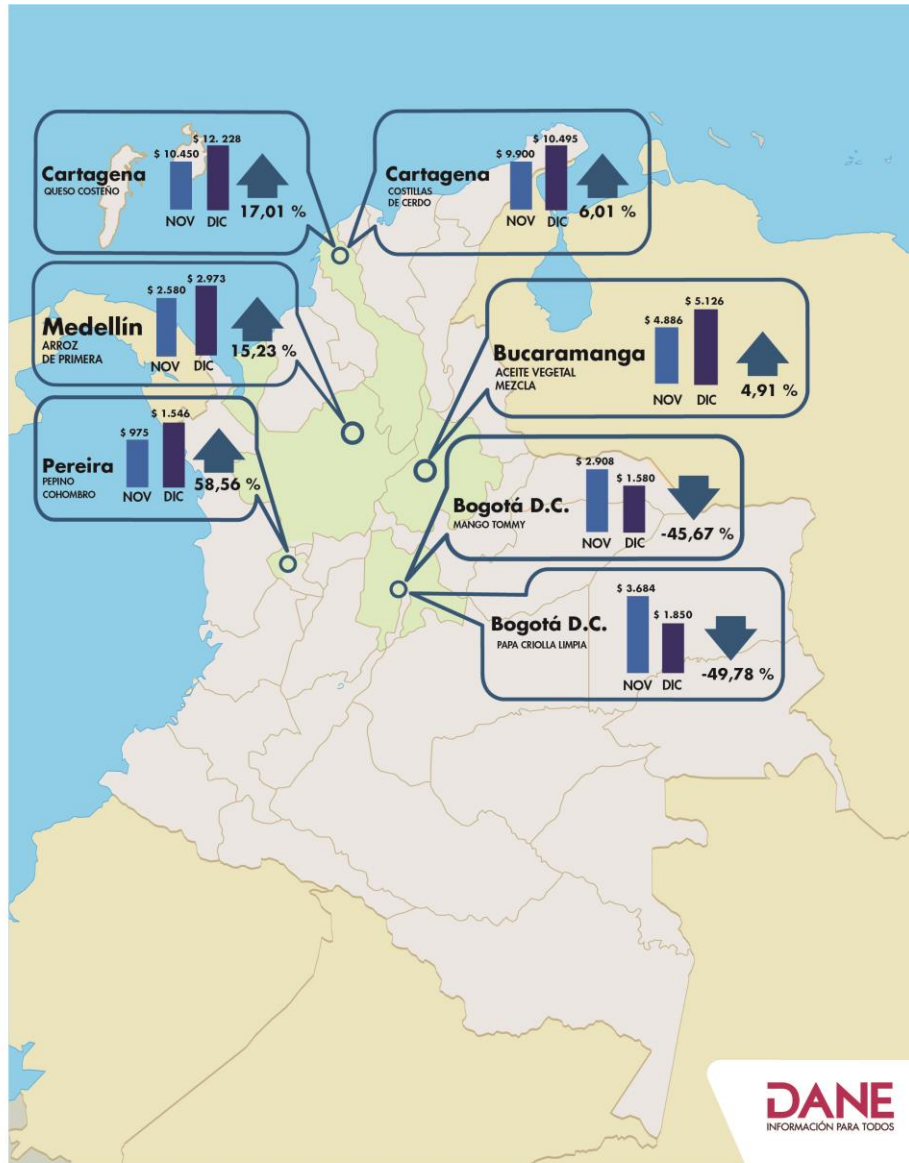 Cartagena
QUESO COSTEÑO
$ 10.450
$ 12. 228
NOV
DIC
17,01 %
Cartagena
COSTILLAS
DE CERDO
$ 9.900
$ 10.495
NOV
DIC
6,01 %
Medellín
ARROZ
DE PRIMERA
$ 2.580
$ 2.973
NOV
DIC
15,23 %
Bucaramanga
ACEITE VEGETAL
MEZCLA
$ 4.886
$ 5.126
NOV
DIC
4,91 %
Pereira
PEPINO
COHOMBRO
$ 975
$ 1.546
NOV
DIC
58,56 %
Bogotá D.C.
MANGO TOMMY
$ 2.908
$ 1.580
NOV
DIC
-45,67 %
Bogotá D.C.
PAPA CRIOLLA LIMPIA
$ 3.684
$ 1.850
NOV
DIC
-49,78 %
DANE
INFORMACIÓN PARA TODOS